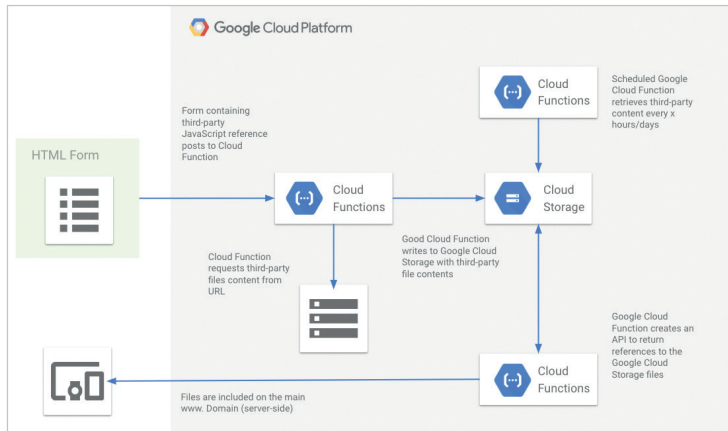 Google Cloud Platform
Cloud
Functions
Scheduled Google
Cloud Function
retrieves third-party
content every x
hours/days
Form containing
third-party
JavaScript reference
posts to Cloud
Function
HTML Form
Cloud
Functions
Cloud
Storage
Cloud Function
requests third-party
files content from
URL
Good Cloud Function
writes to Google Cloud
Storage with third-party
file contents
Google Cloud
Function creates an
API to return
references to the
Google Cloud
Storage files
Cloud
Functions
Files are included on the main
www. Domain (server-side)